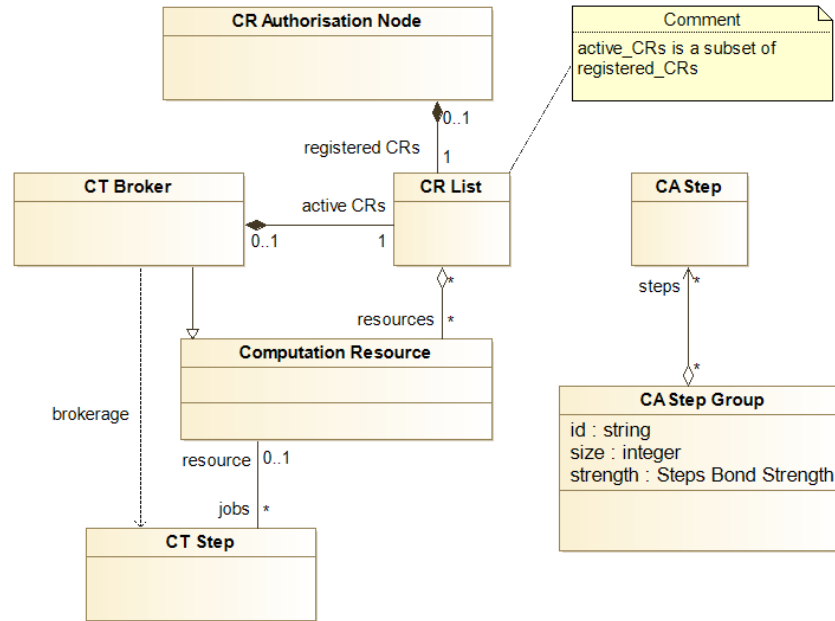 CR Authorisation Node
Comment
active_CRs is a subset of
registered_CRs
0..1
registered CRs
1
CT Broker
active CRs
CR List
CA Step
0..1
1
*
*
steps
resources
*
Computation Resource
*
CA Step Group
id : string
size : integer
strength : Steps Bond Strength
brokerage
resource
0..1
jobs
*
CT Step